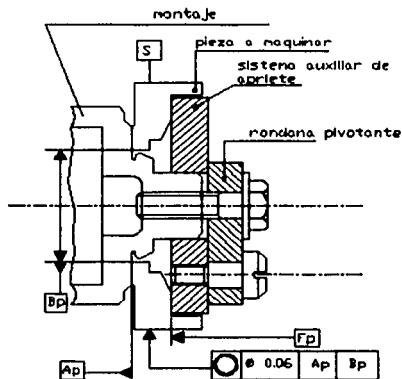 montaje
S
pieza a maquinar
sistema auxiliar de
apriete
rondana pivotante
Bp
Fp
Ap
ø 0.06 Ap Bp